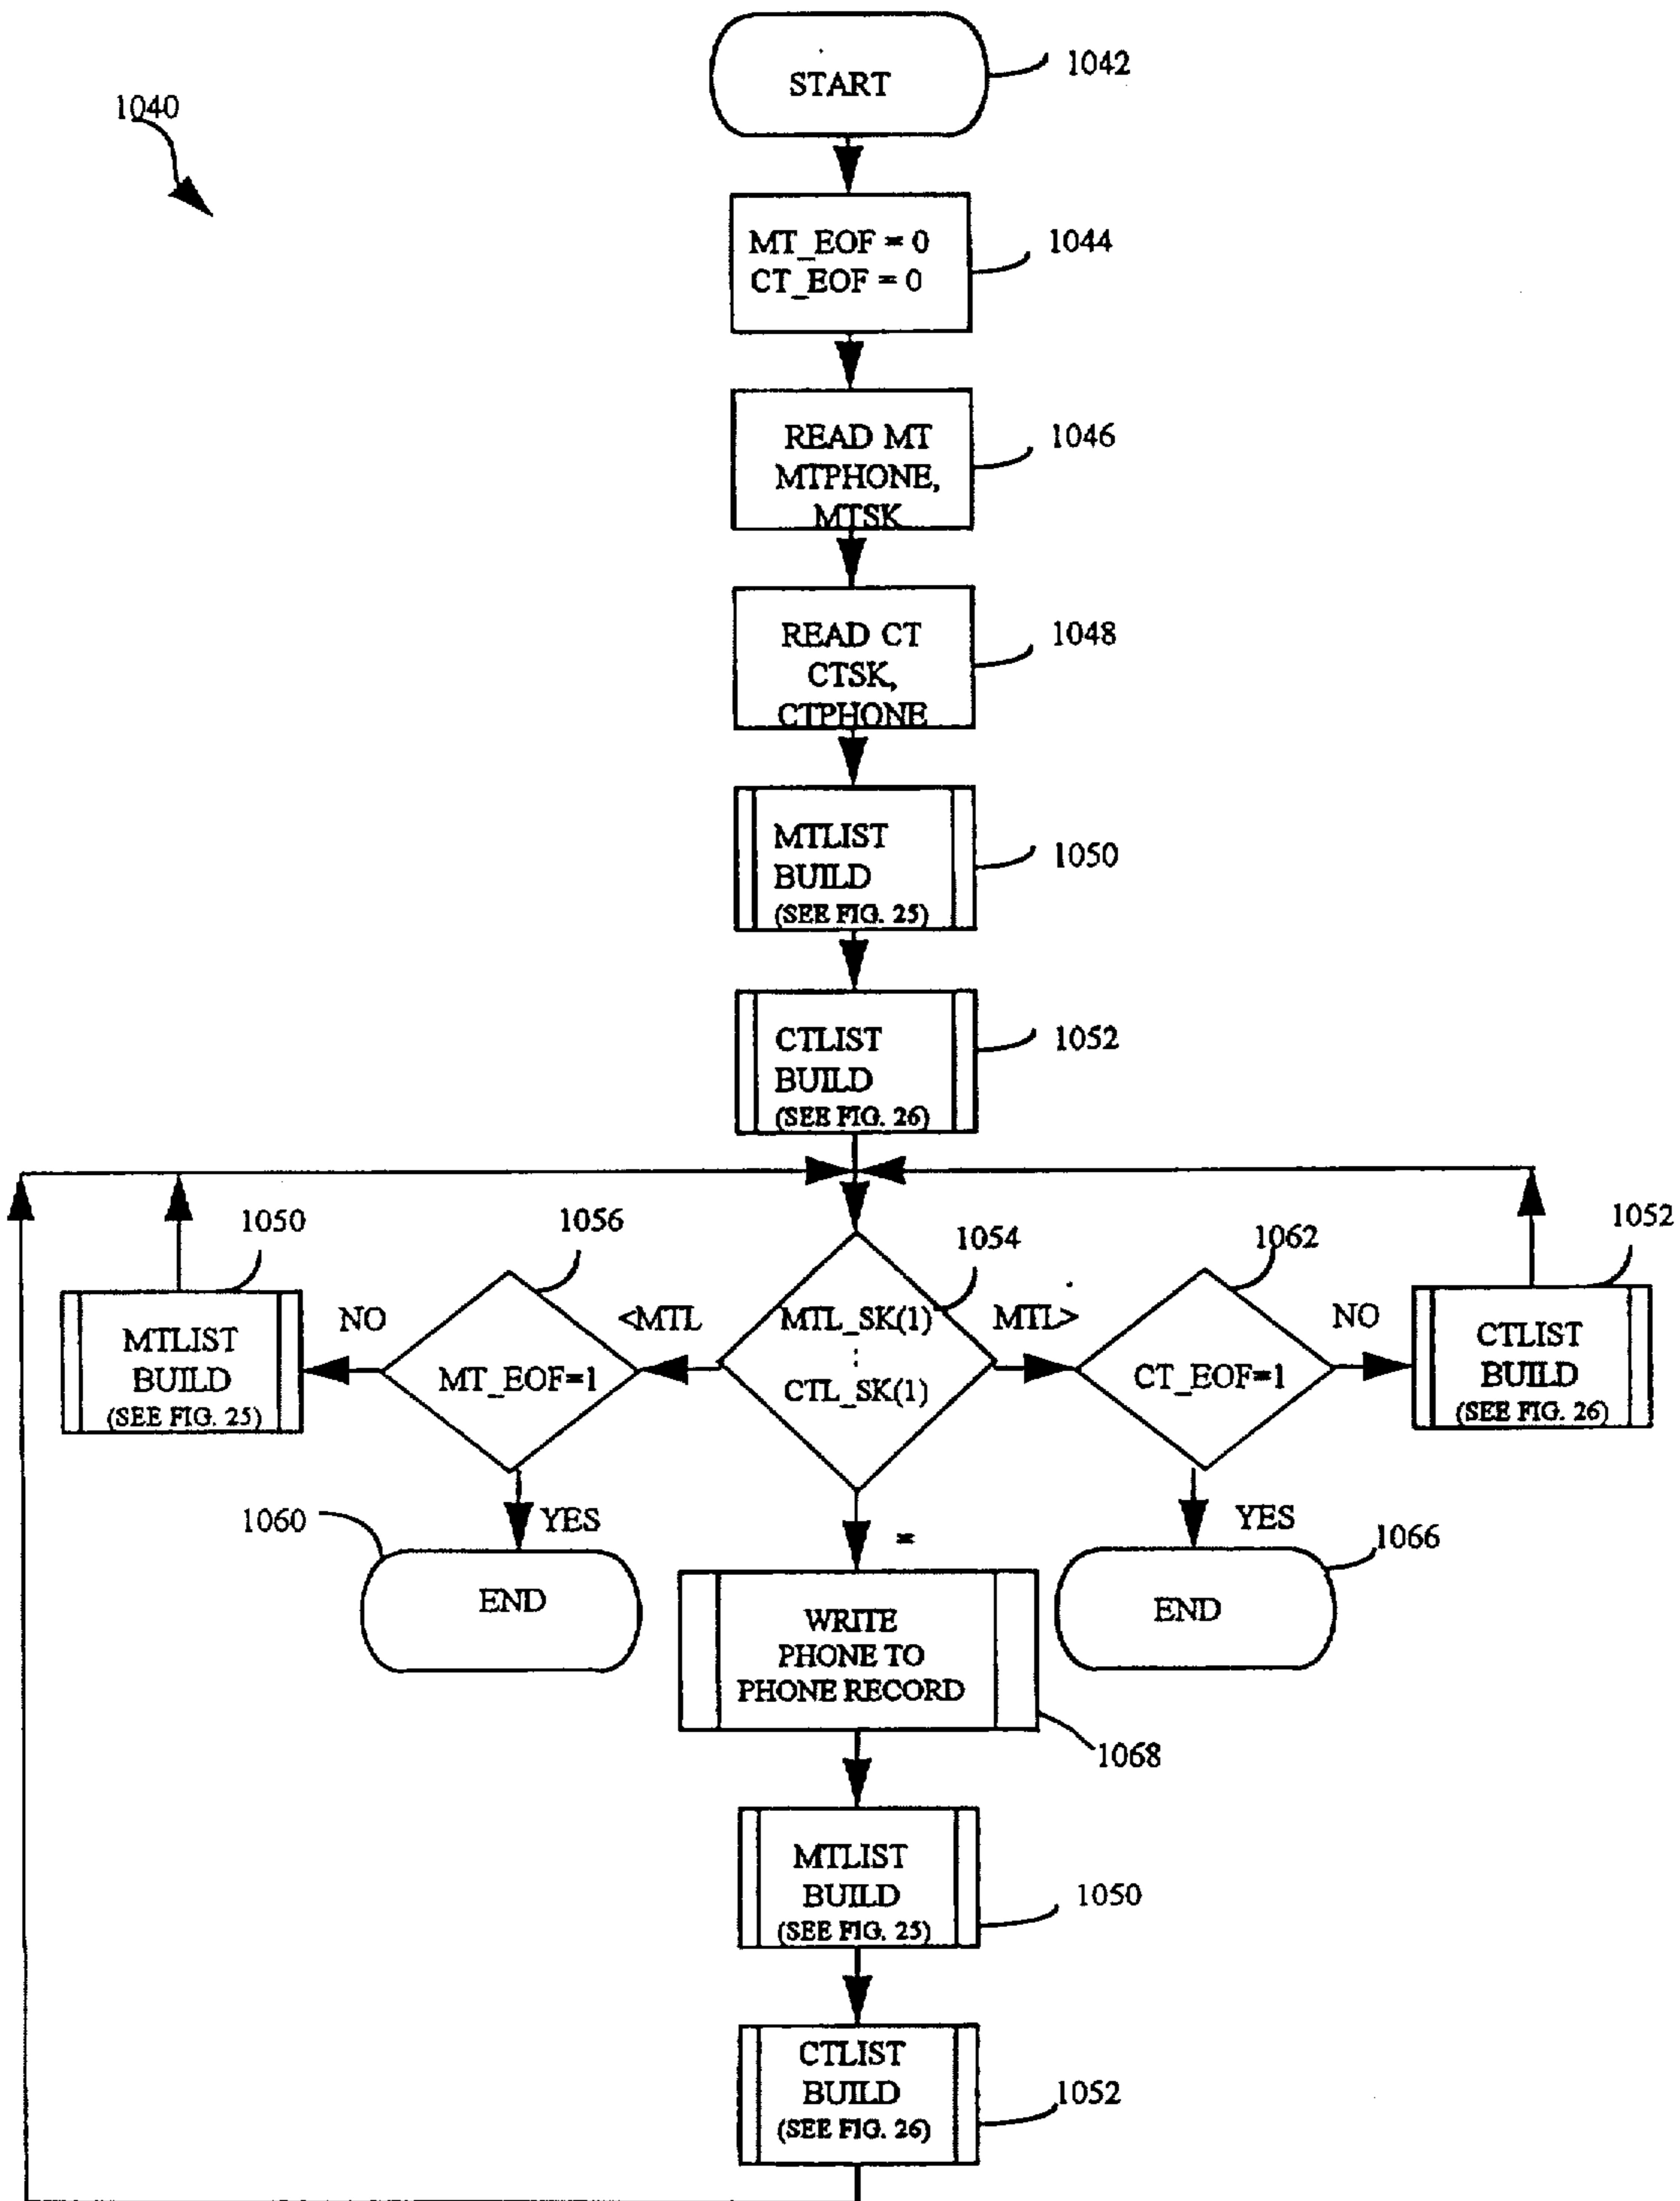 START
1042
1040
MT_EOF = 0
CT_EOF = 0
1044
READ MT
MTPHONE,
MTSK
1046
READ CT
CTSK,
CTPHONE
1048
MTLIST
BUILD
(SEE FIG. 25)
1050
CTLIST
BUILD
(SEE FIG. 26)
1052
1050
1056
1054
1062
1052
MTLIST
BUILD
(SEE FIG. 25)
NO
MT_EOF=1
<MTL
MTL_SK(1)
:
CTL_SK(1)
MTL>
CT_EOF=1
NO
CTLIST
BUILD
(SEE FIG. 26)
1060
YES
END
=
YES
1066
END
WRITE
PHONE TO
PHONE RECORD
1068
MTLIST
BUILD
(SEE FIG. 25)
1050
CTLIST
BUILD
(SEE FIG. 26)
1052